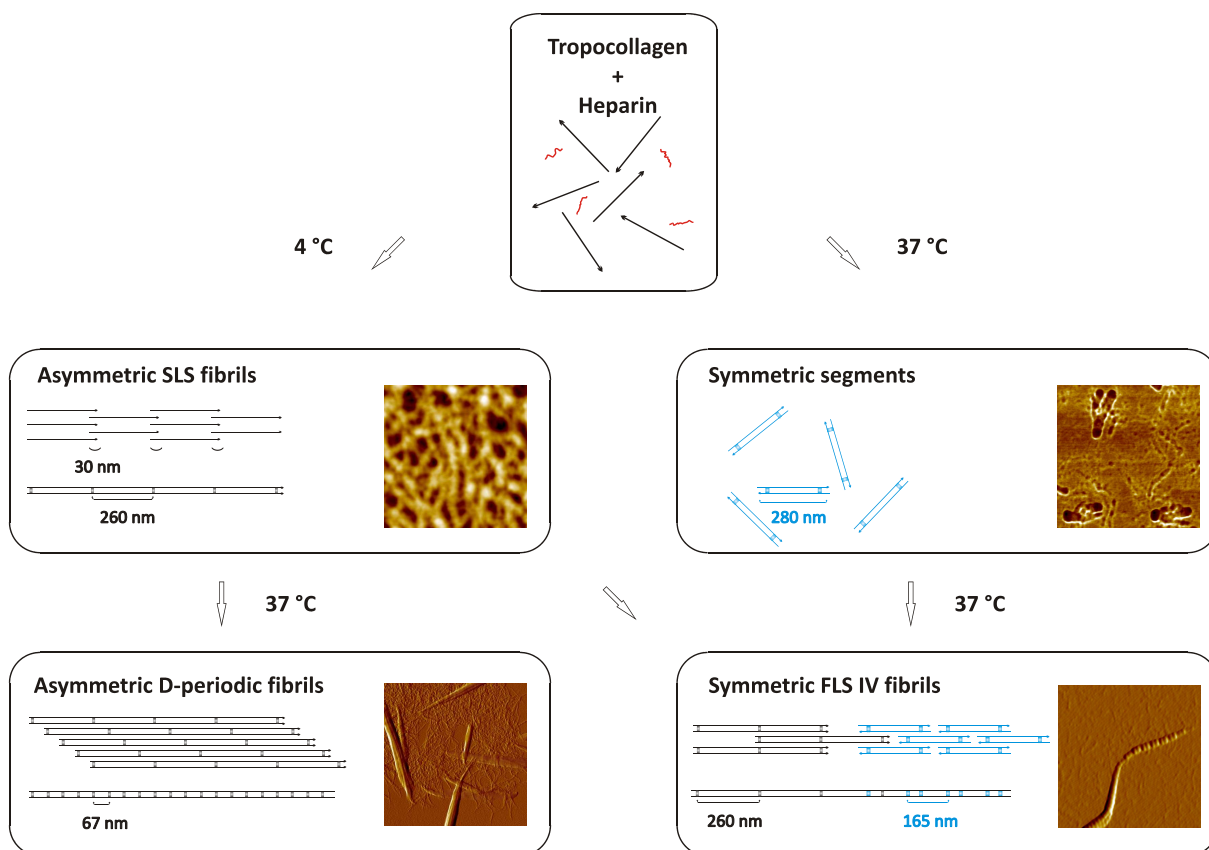 Tropocollagen
+
Heparin
4 °C
37 °C
Asymmetric SLS fibrils
30 nm
260 nm
Symmetric segments
280 nm
37 °C
37 °C
Asymmetric D-periodic fibrils
67 nm
Symmetric FLS IV fibrils
260 nm
165 nm